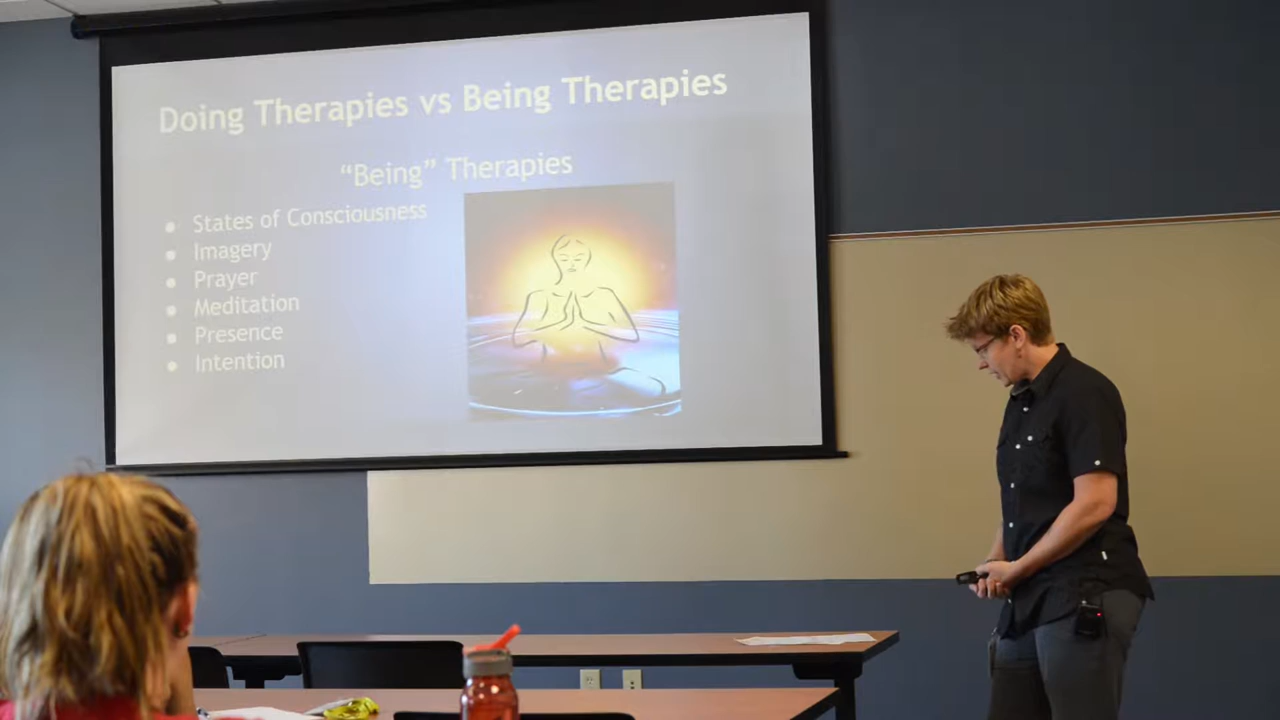 Doing Therapies vs Being Therapies
“Being” Therapies
● States of Consciousness
● Imagery
● Prayer
● Meditation
● Presence
● Intention